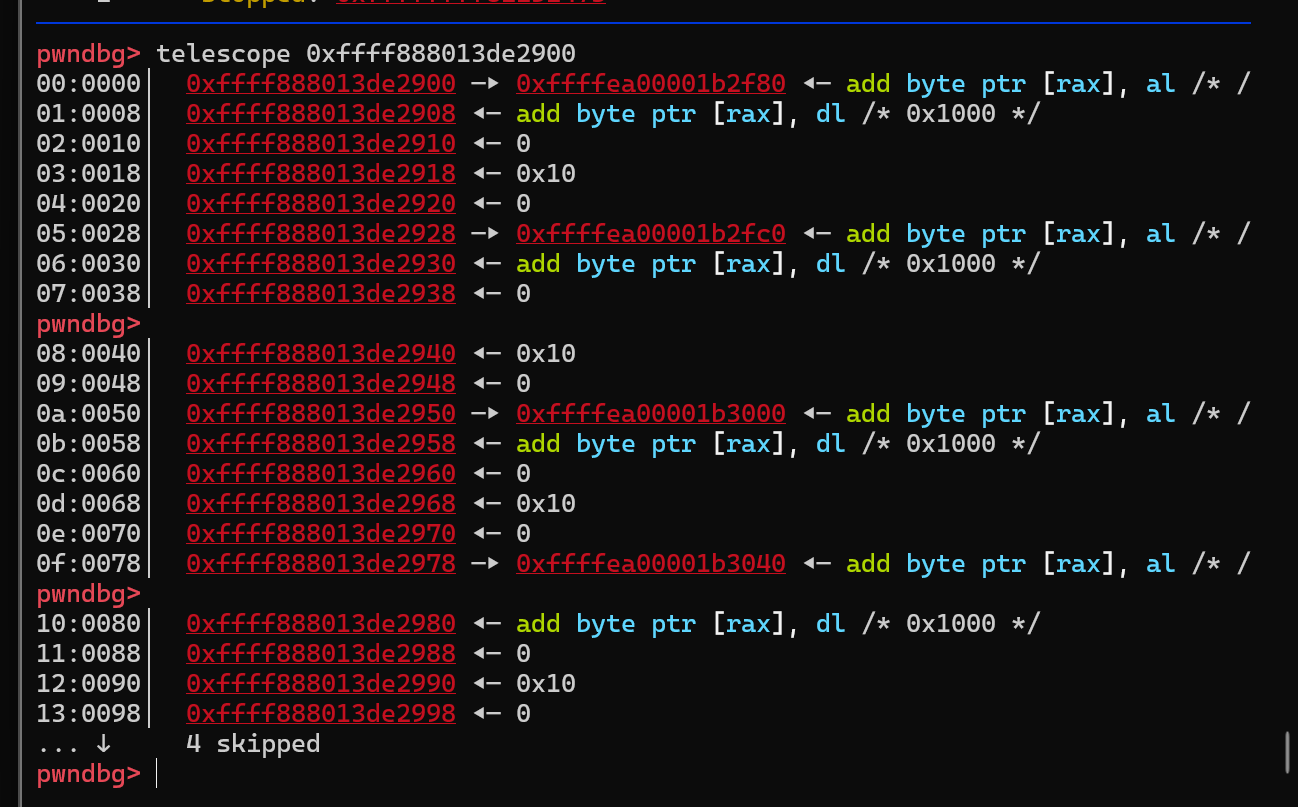 pwndbg> telescope 0xffff888013de2900
00:0000│ 0xffff888013de2900 —▸ 0xffffea00001b2f80 ◂— add byte ptr [rax], al /* /
01:0008│ 0xffff888013de2908 ◂— add byte ptr [rax], dl /* 0x1000 */
02:0010│ 0xffff888013de2910 ◂— 0
03:0018│ 0xffff888013de2918 ◂— 0x10
04:0020│ 0xffff888013de2920 ◂— 0
05:0028│ 0xffff888013de2928 —▸ 0xffffea00001b2fc0 ◂— add byte ptr [rax], al /* /
06:0030│ 0xffff888013de2930 ◂— add byte ptr [rax], dl /* 0x1000 */
07:0038│ 0xffff888013de2938 ◂— 0
pwndbg>
08:0040│ 0xffff888013de2940 ◂— 0x10
09:0048│ 0xffff888013de2948 ◂— 0
0a:0050│ 0xffff888013de2950 —▸ 0xffffea00001b3000 ◂— add byte ptr [rax], al /* /
0b:0058│ 0xffff888013de2958 ◂— add byte ptr [rax], dl /* 0x1000 */
0c:0060│ 0xffff888013de2960 ◂— 0
0d:0068│ 0xffff888013de2968 ◂— 0x10
0e:0070│ 0xffff888013de2970 ◂— 0
0f:0078│ 0xffff888013de2978 —▸ 0xffffea00001b3040 ◂— add byte ptr [rax], al /* /
pwndbg>
10:0080│ 0xffff888013de2980 ◂— add byte ptr [rax], dl /* 0x1000 */
11:0088│ 0xffff888013de2988 ◂— 0
12:0090│ 0xffff888013de2990 ◂— 0x10
13:0098│ 0xffff888013de2998 ◂— 0
... ↓ 4 skipped
pwndbg>